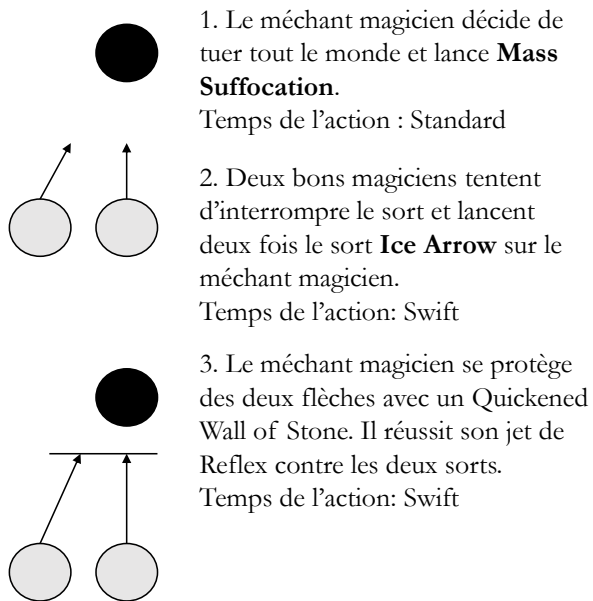 1. Le méchant magicien décide de
tuer tout le monde et lance Mass
Suffocation.
Temps de l'action : Standard
2. Deux bons magiciens tentent
d'interrompre le sort et lancent
deux fois le sort Ice Arrow sur le
méchant magicien.
Temps de l'action: Swift
3. Le méchant magicien se protège
des deux flèches avec un Quickened
Wall of Stone. Il réussit son jet de
Reflex contre les deux sorts.
Temps de l'action: Swift